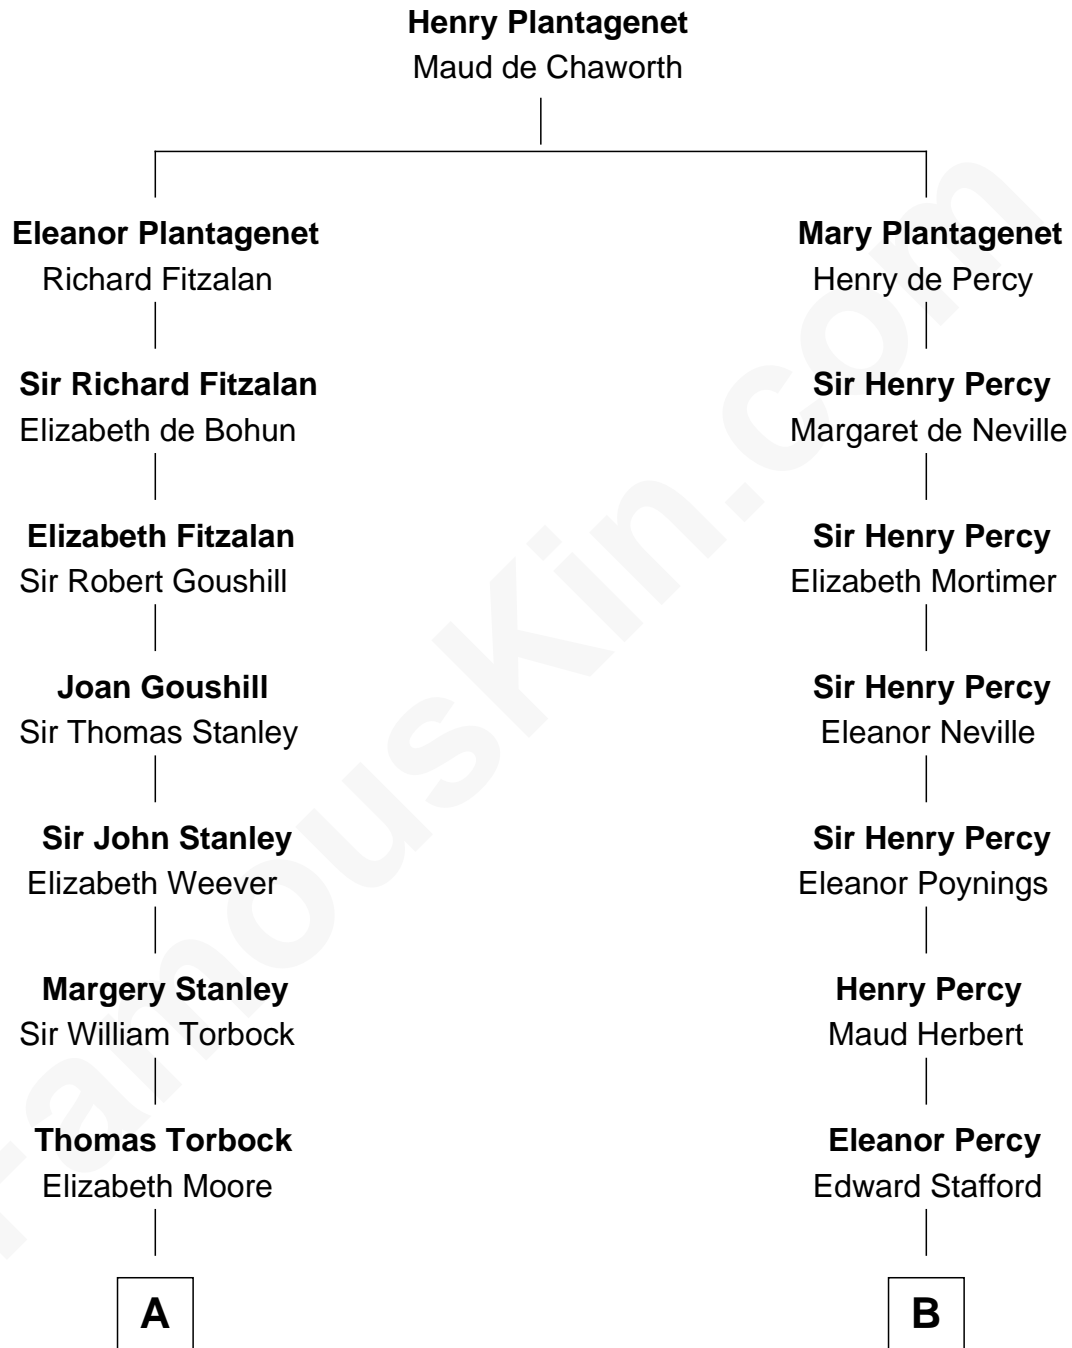 Henry Plantagenet
Maud de Chaworth
Eleanor Plantagenet
Richard Fitzalan
Mary Plantagenet
Henry de Percy
Sir Richard Fitzalan
Elizabeth de Bohun
Sir Henry Percy
Margaret de Neville
Elizabeth Fitzalan
Sir Robert Goushill
Sir Henry Percy
Elizabeth Mortimer
Joan Goushill
Sir Thomas Stanley
Sir Henry Percy
Eleanor Neville
Sir John Stanley
Elizabeth Weever
Sir Henry Percy
Eleanor Poynings
Margery Stanley
Sir William Torbock
Henry Percy
Maud Herbert
Thomas Torbock
Elizabeth Moore
Eleanor Percy
Edward Stafford
A
B
FamousKin.com